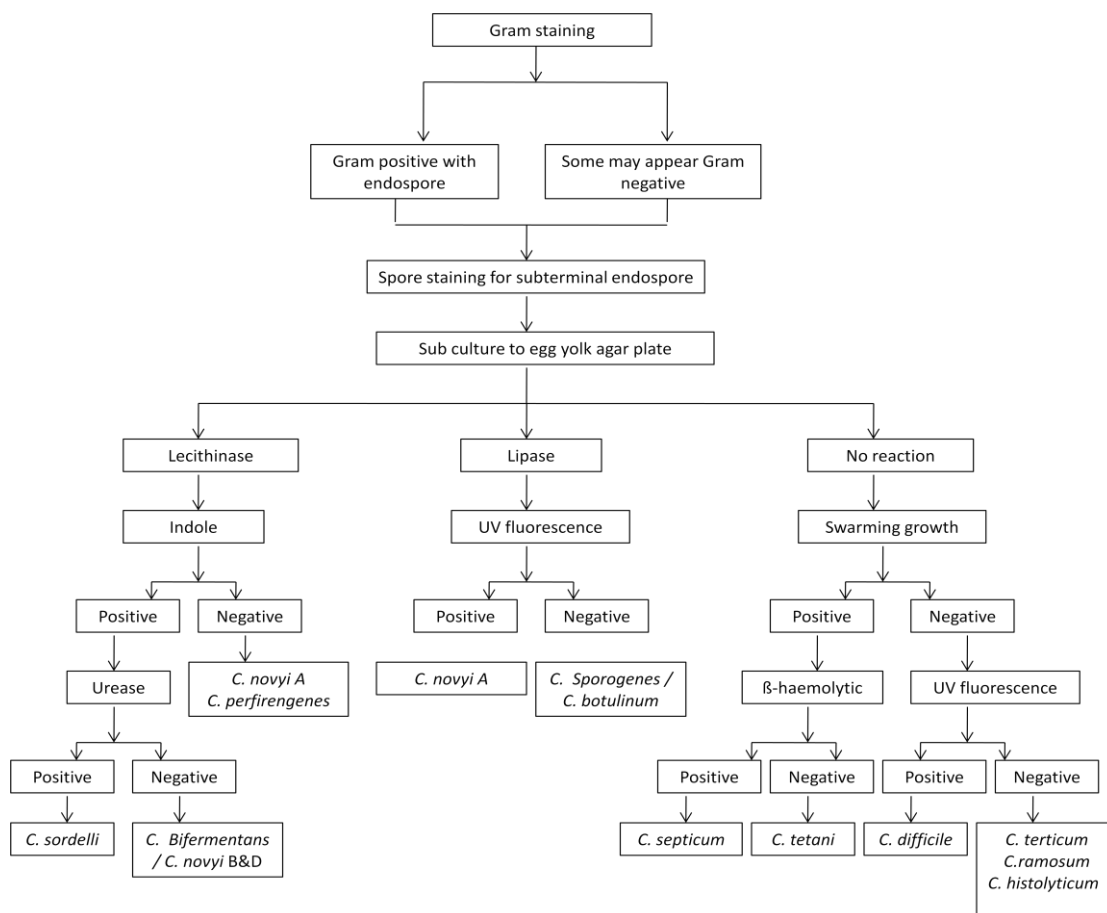 Gram staining
Gram positive with
endospore
Some may appear Gram
negative
Spore staining for subterminal endospore
Sub culture to egg yolk agar plate
Lecithinase
Lipase
No reaction
Indole
UV fluorescence
Swarming growth
Positive
Negative
Positive
Negative
Positive
Negative
Urease
C. novyi A
C. perfirengenes
C. novyi A
C. Sporogenes /
C. botulinum
ß-haemolytic
UV fluorescence
Positive
Negative
Positive
Negative
Positive
Negative
C. sordelli
C. Bifermentans
/ C. novyi B&D
C. septicum
C. tetani
C. difficile
C. terticum
C.ramosum
C. histolyticum